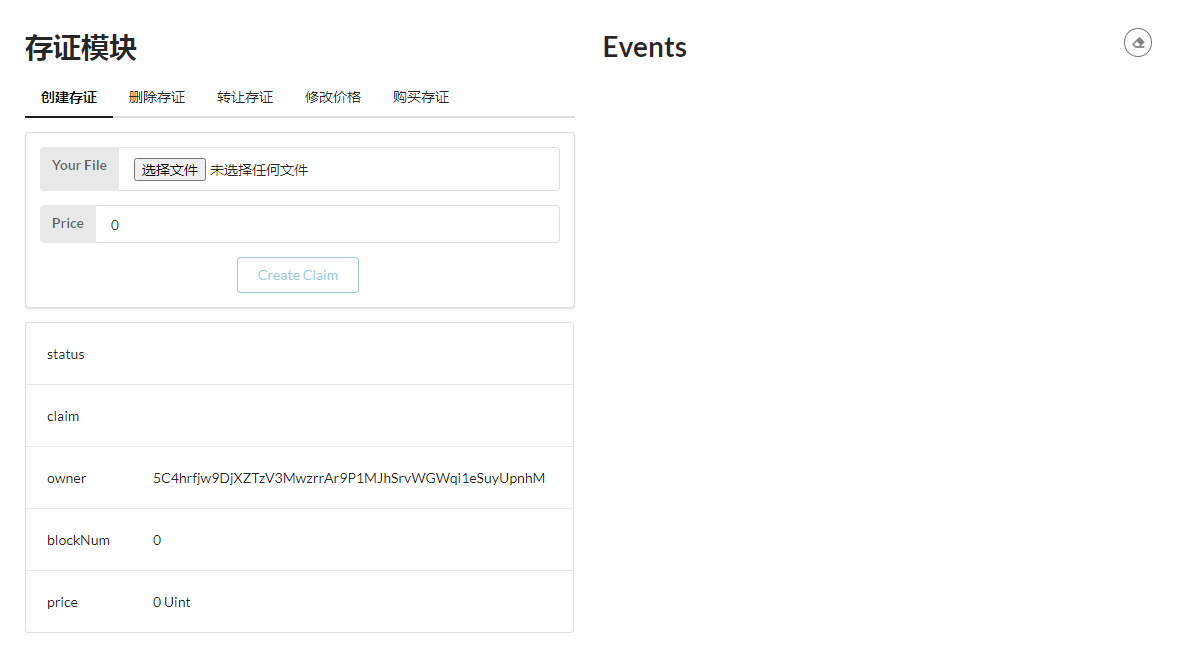 存证模块
创建存证 删除存证 转让存证 修改价格 购买存证
Your File 选择文件 未选择任何文件
Price 0
Create Claim
status
claim
owner 5C4hrfjw9DjXZTzV3MwzrrAr9P1MJhSrvWGWqi1eSuyUpnhM
blockNum 0
price 0 Uint
Events